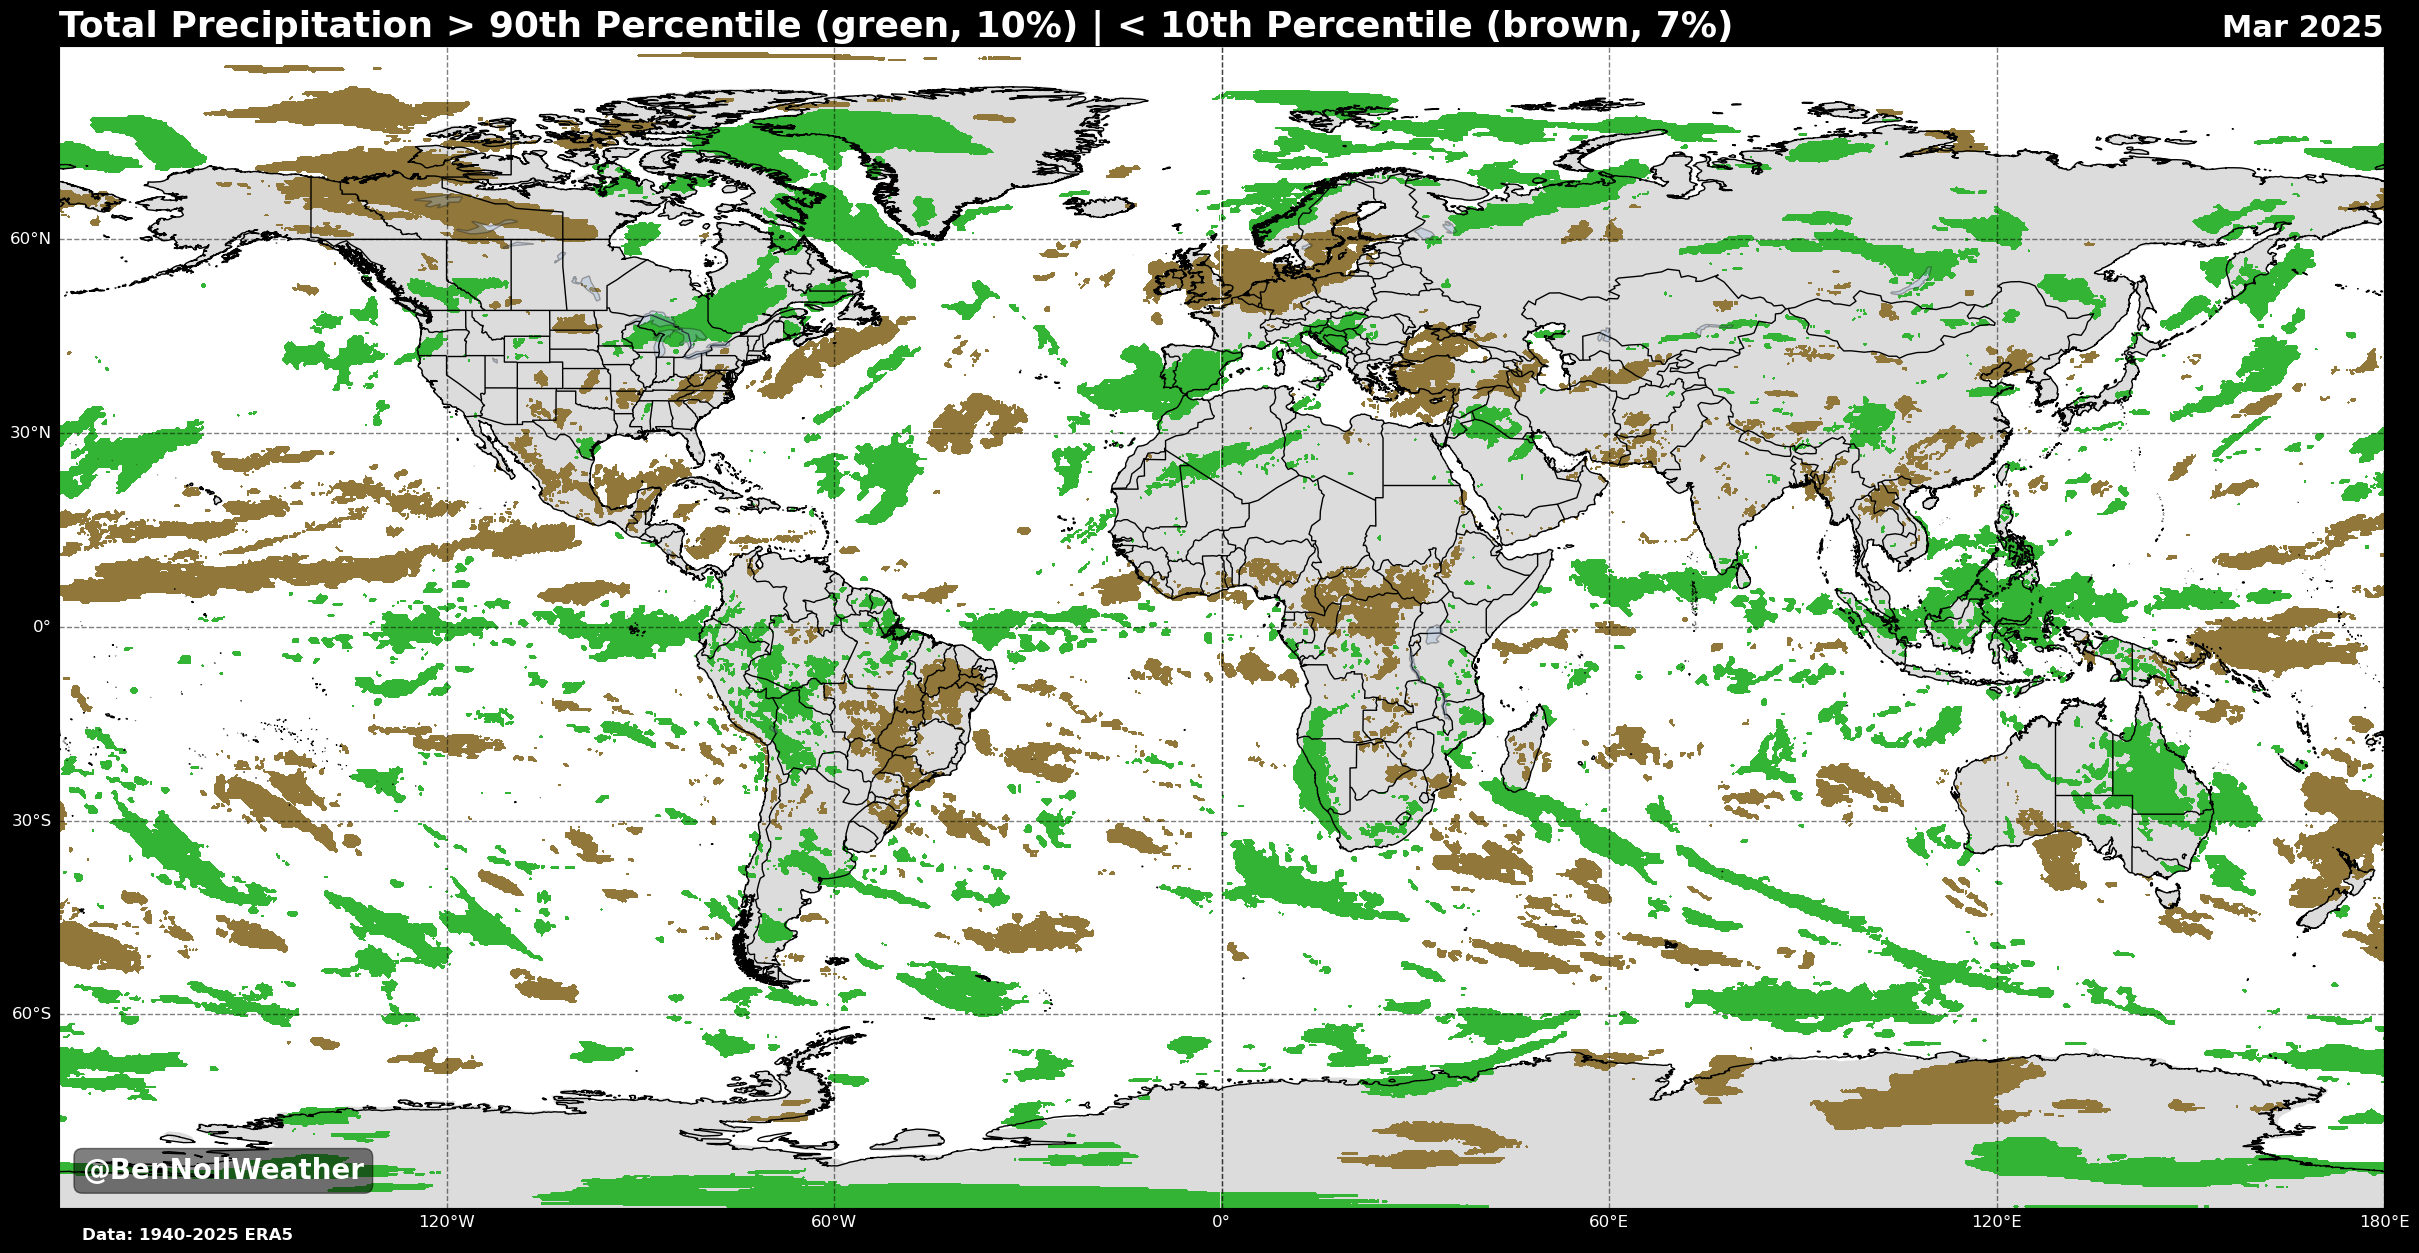 Total Precipitation > 90th Percentile (green, 10%) | < 10th Percentile (brown, 7%)
Mar 2025
60°N
30°N
0°
30°S
60°S
@BenNollWeather
120°W
60°W
0°
60°E
120°E
180°E
Data: 1940-2025 ERA5